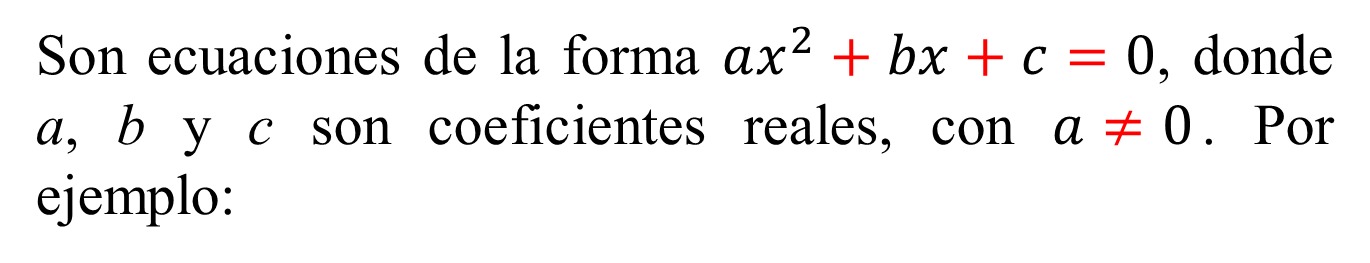 Son ecuaciones de la forma 𝑎𝑥² + 𝑏𝑥 + 𝑐 = 0, donde
a, b y c son coeficientes reales, con 𝑎 ≠ 0. Por
ejemplo: